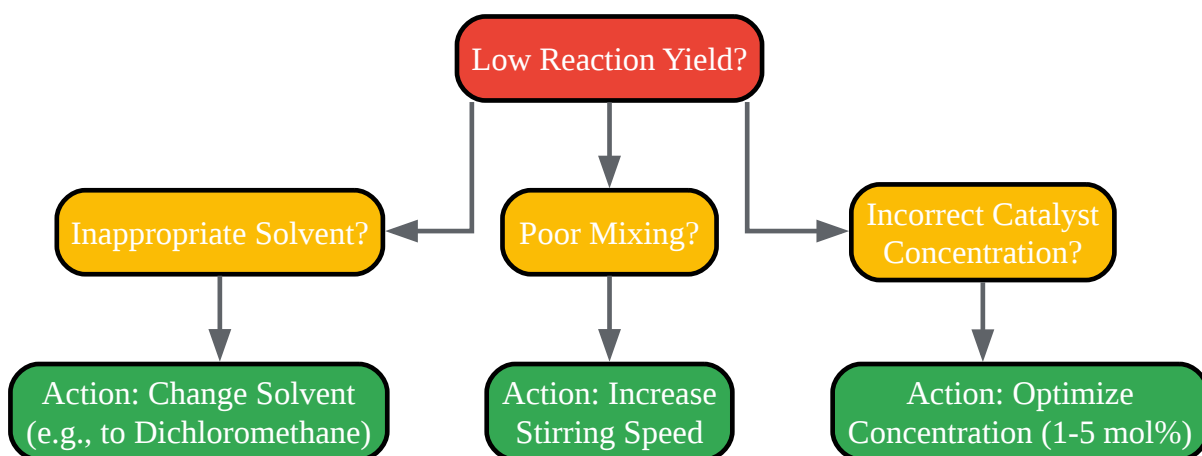 Low Reaction Yield?
Inappropriate Solvent?
Poor Mixing?
Incorrect Catalyst
Concentration?
Action: Change Solvent
(e.g., to Dichloromethane)
Action: Increase
Stirring Speed
Action: Optimize
Concentration (1-5 mol%)